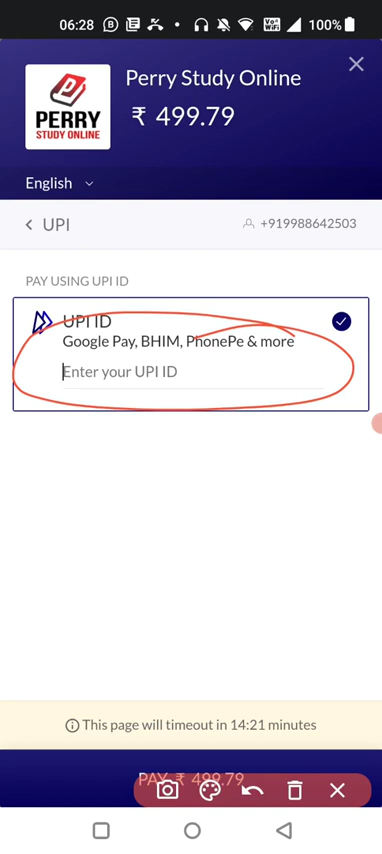 06:28
Vo
WiFi
100%
PERRY
STUDY ONLINE
Perry Study Online
₹ 499.79
English
UPI
+919988642503
PAY USING UPI ID
UPI ID
Google Pay, BHIM, PhonePe & more
Enter your UPI ID
This page will timeout in 14:21 minutes
PAY ₹ 499.79